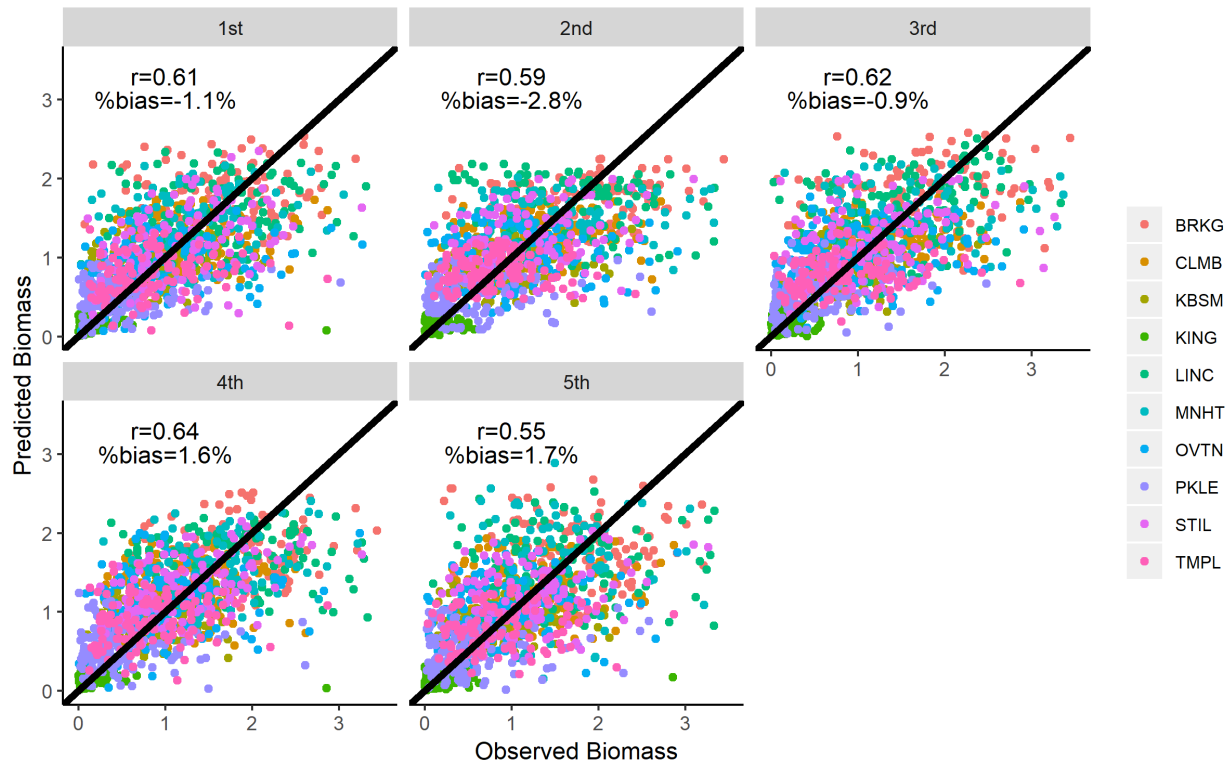 1st
2nd
3rd
r=0.61
%bias=-1.1%
r=0.59
%bias=-2.8%
r=0.62
%bias=-0.9%
3
2
1
0
0
1
2
3
4th
5th
r=0.64
%bias=1.6%
r=0.55
%bias=1.7%
3
2
1
0
0
1
2
3
0
1
2
3
Predicted Biomass
Observed Biomass
BRKG
CLMB
KBSM
KING
LINC
MNHT
OVTN
PKLE
STIL
TMPL